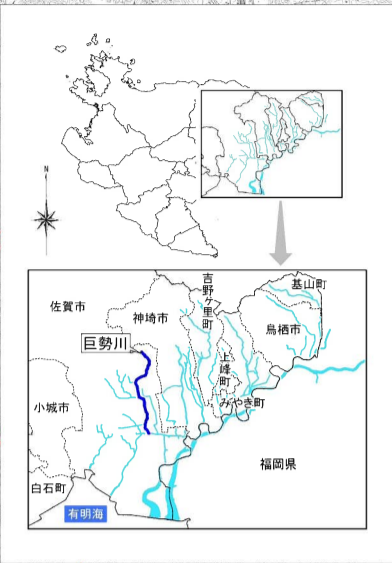 N
佐賀市
神埼市
吉野ヶ里町
基山町
鳥栖市
巨勢川
上峰町
みやき町
小城市
福岡県
白石町
有明海